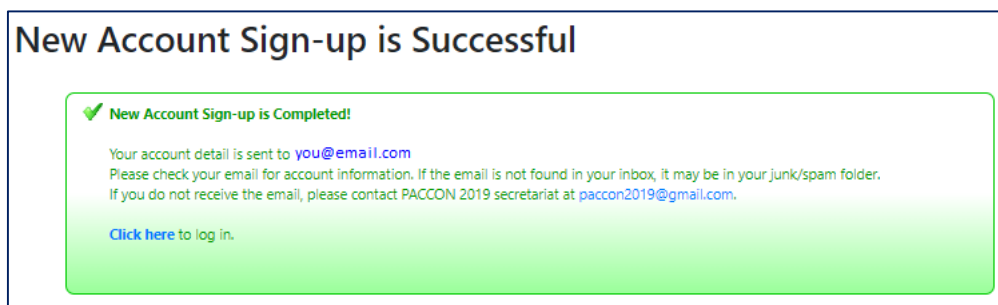 New Account Sign-up is Successful
New Account Sign-up is Completed!
Your account detail is sent to you@email.com
Please check your email for account information. If the email is not found in your inbox, it may be in your junk/spam folder.
If you do not receive the email, please contact PACCON 2019 secretariat at paccon2019@gmail.com.
Click here to log in.